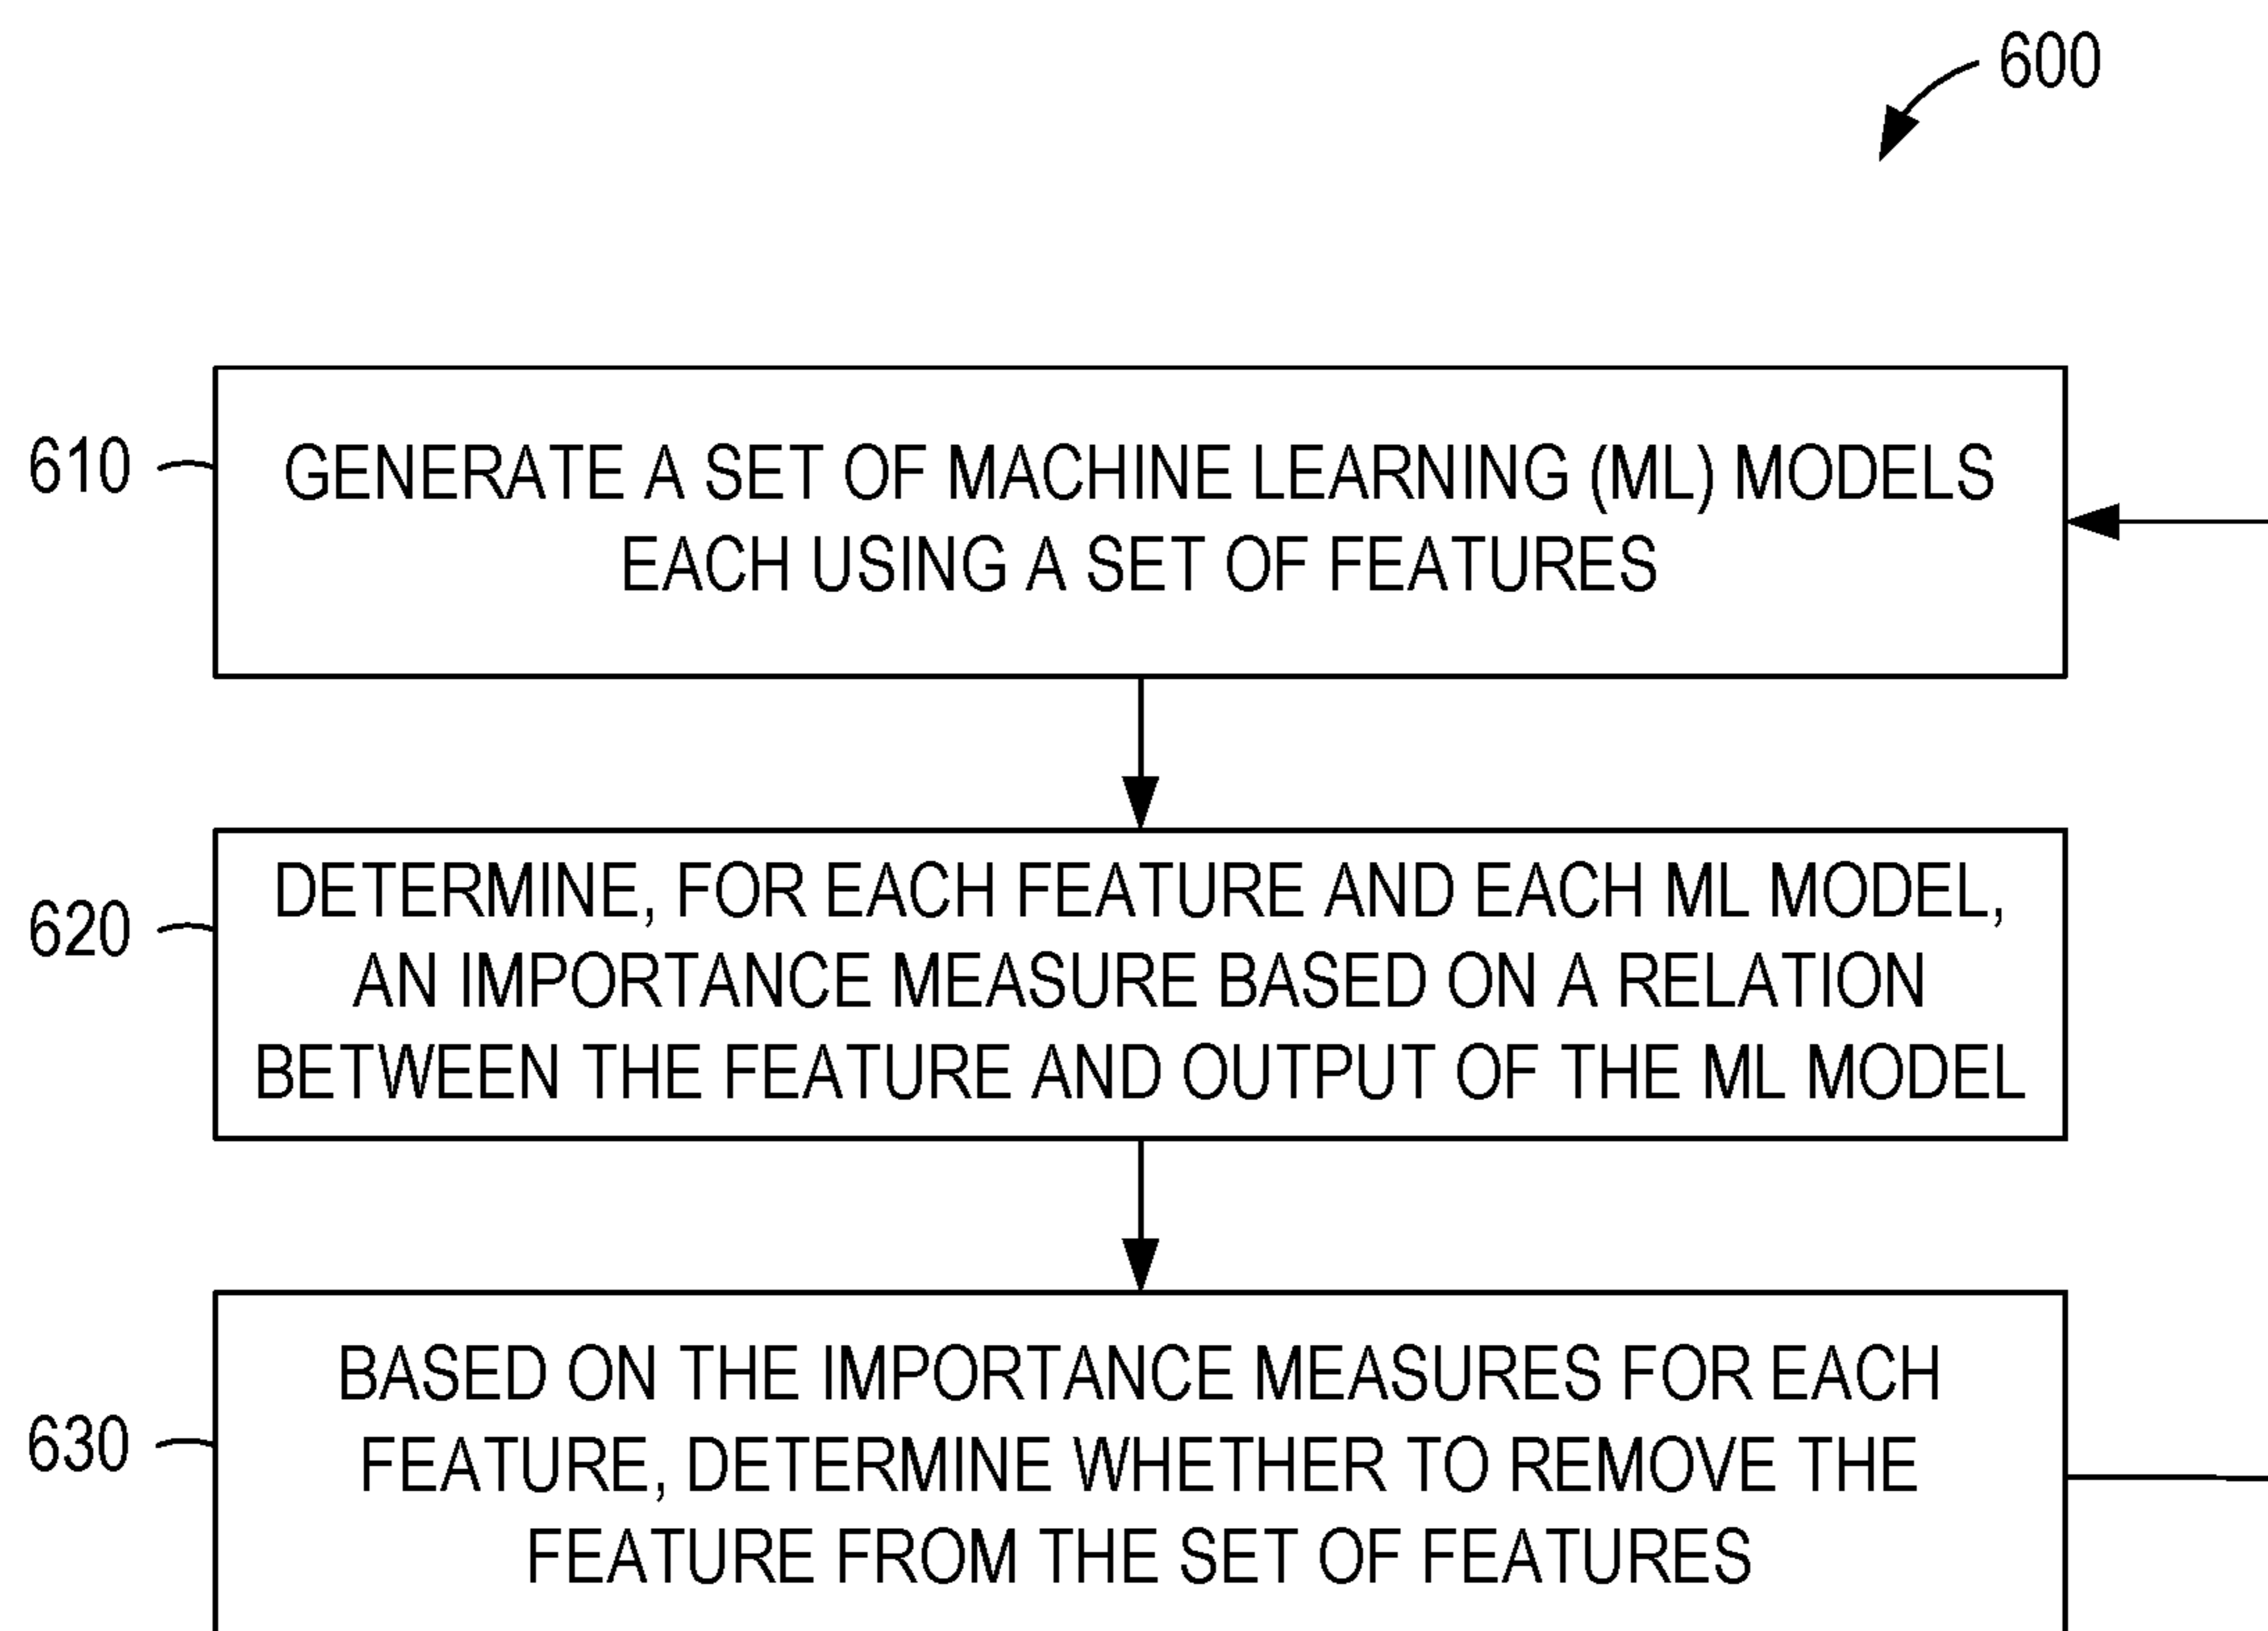 600
610
GENERATE A SET OF MACHINE LEARNING (ML) MODELS
EACH USING A SET OF FEATURES
620
DETERMINE, FOR EACH FEATURE AND EACH ML MODEL,
AN IMPORTANCE MEASURE BASED ON A RELATION
BETWEEN THE FEATURE AND OUTPUT OF THE ML MODEL
630
BASED ON THE IMPORTANCE MEASURES FOR EACH
FEATURE, DETERMINE WHETHER TO REMOVE THE
FEATURE FROM THE SET OF FEATURES